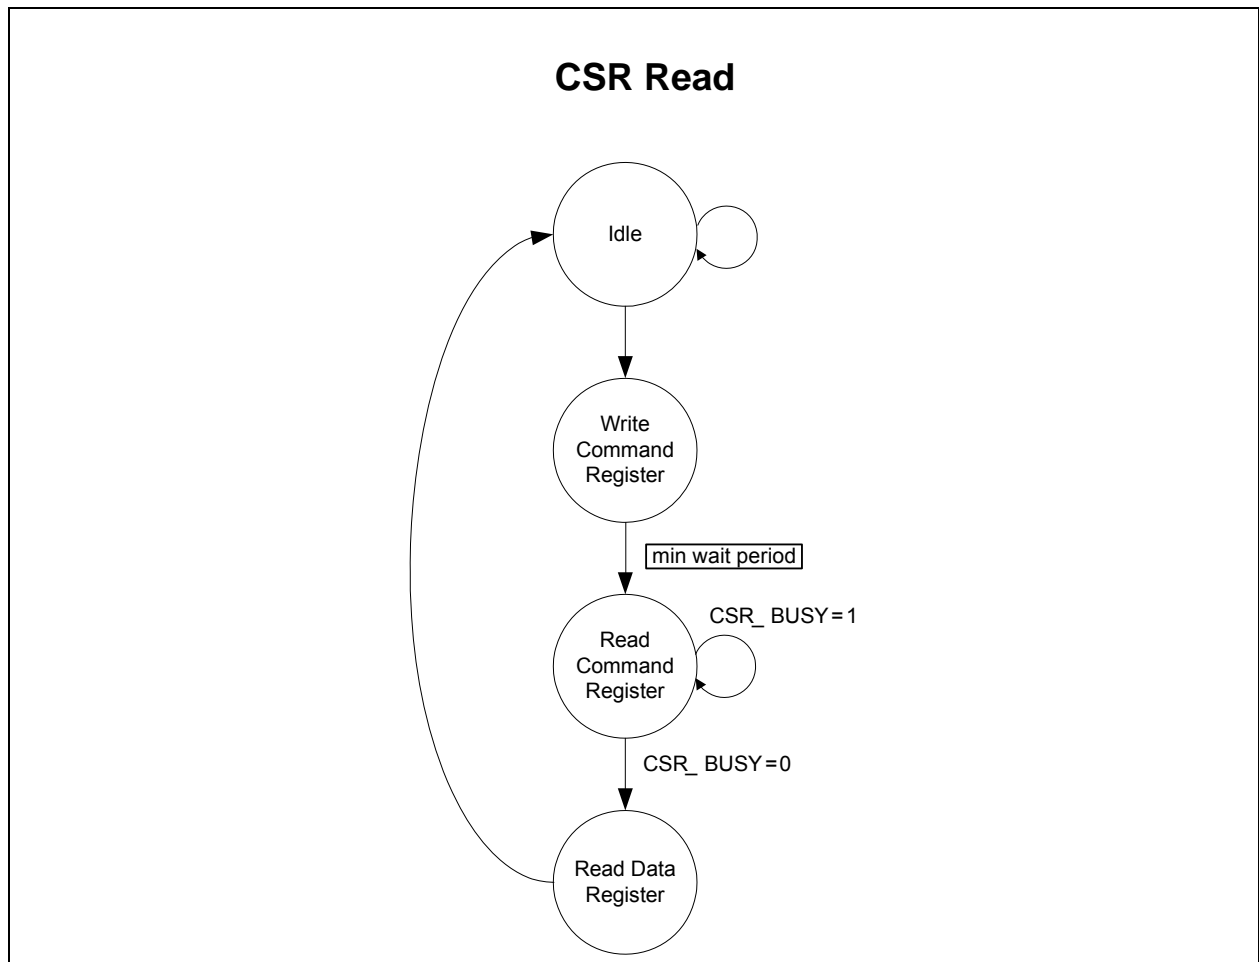 CSR Read
Idle
Write
Command
Register
min wait period
CSR_ BUSY=1
Read
Command
Register
CSR_ BUSY=0
Read Data
Register